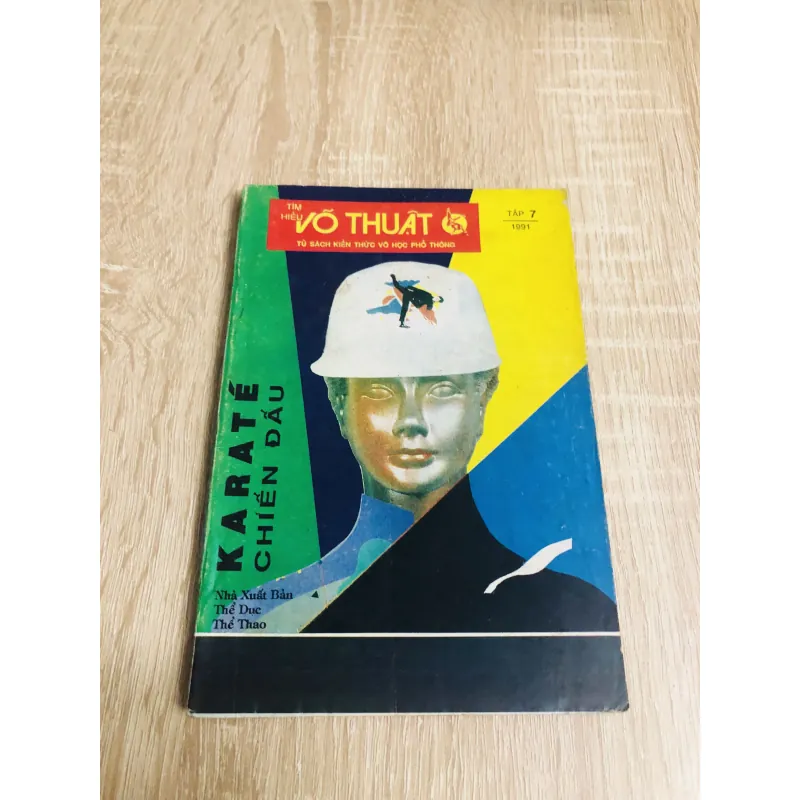 TÌM
HIỂU
VÕ THUẬT
TỦ SÁCH KIẾN THỨC VÕ HỌC PHỔ THÔNG
TẬP 7
1991
KARATÉ
CHIẾN ĐẤU
Nhà Xuất Bản
Thể Dục
Thể Thao